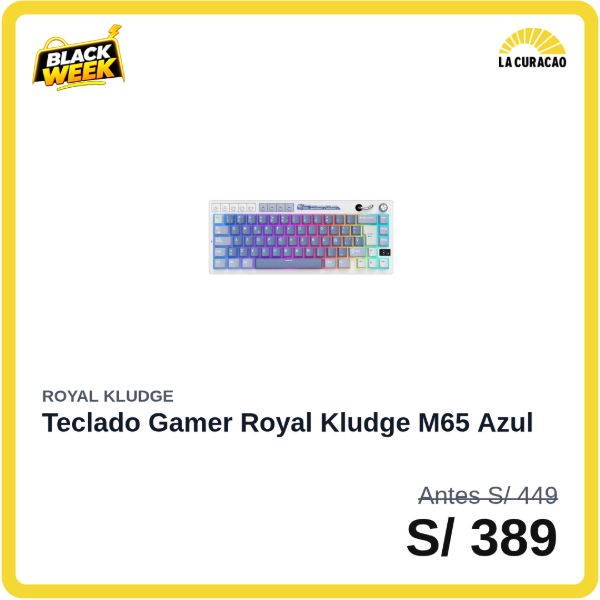 BLACK
WEEK
LA CURACAO
ROYAL KLUDGE
Teclado Gamer Royal Kludge M65 Azul
Antes S/ 449
S/ 389